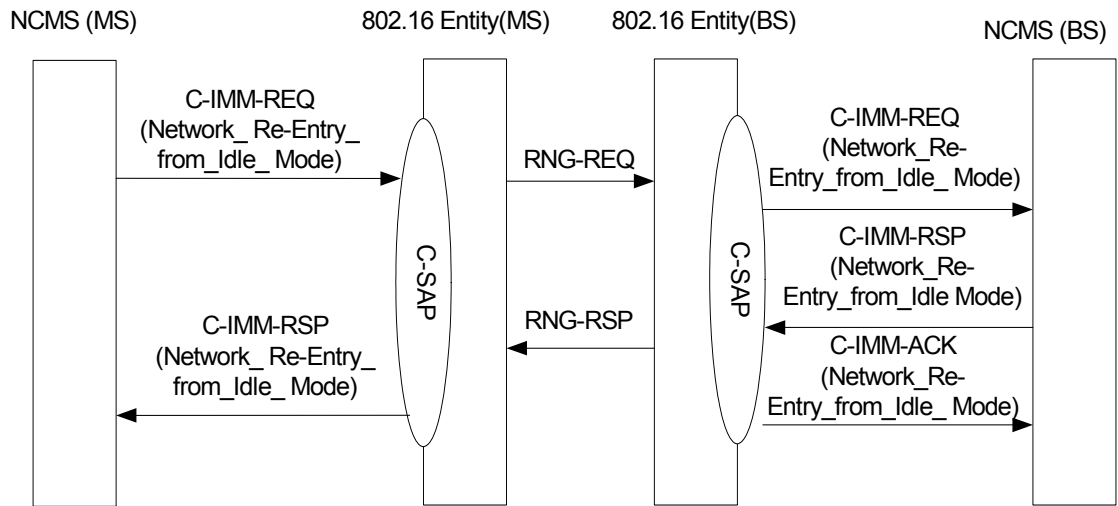 NCMS (MS)
802.16 Entity(MS)
802.16 Entity(BS)
NCMS (BS)
C-IMM-REQ
(Network_ Re-Entry_
from_Idle_ Mode)
RNG-REQ
C-IMM-REQ
(Network_Re-
Entry_from_Idle_ Mode)
C-SAP
C-SAP
C-IMM-RSP
(Network_Re-
Entry_from_Idle Mode)
C-IMM-RSP
(Network_ Re-Entry_
from_Idle_ Mode)
RNG-RSP
C-IMM-ACK
(Network_Re-
Entry_from_Idle_ Mode)